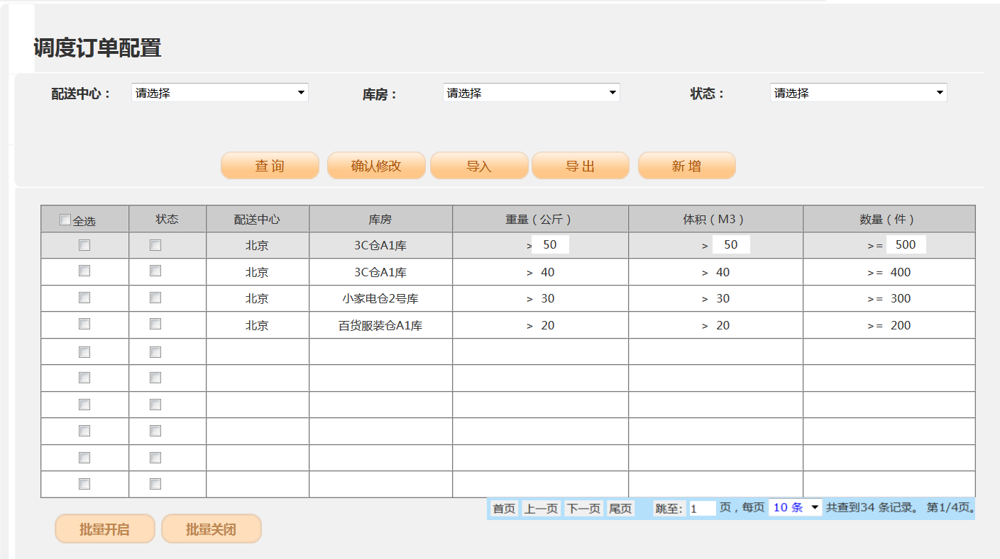 调度订单配置
配送中心： 请选择 库房： 请选择 状态： 请选择
查 询 确认修改 导入 导 出 新 增
全选 状态 配送中心 库房 重量（公斤） 体积（M3） 数量（件）
北京 3C仓A1库 > 50 > 50 >= 500
北京 3C仓A1库 > 40 > 40 >= 400
北京 小家电仓2号库 > 30 > 30 >= 300
北京 百货服装仓A1库 > 20 > 20 >= 200
首页 上一页 下一页 尾页 跳至: 1 页，每页 10 条 共查到34 条记录。 第1/4页。
批量开启 批量关闭